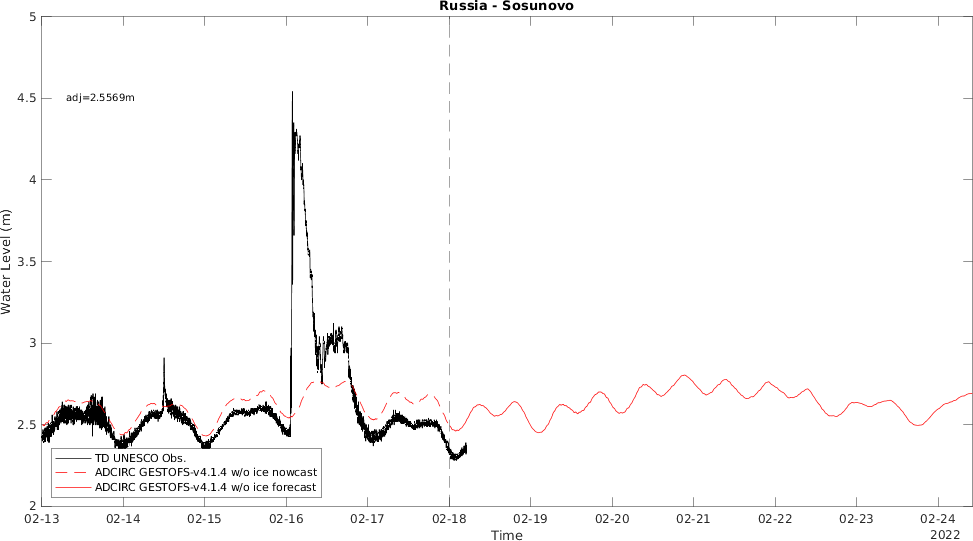 Russia - Sosunovo
5
4.5
4
3.5
3
2.5
2
Water Level (m)
adj=2.5569m
TD UNESCO Obs.
ADCIRC GESTOFS-v4.1.4 w/o ice nowcast
ADCIRC GESTOFS-v4.1.4 w/o ice forecast
02-13 02-14 02-15 02-16 02-17 02-18 02-19 02-20 02-21 02-22 02-23 02-24
Time
2022